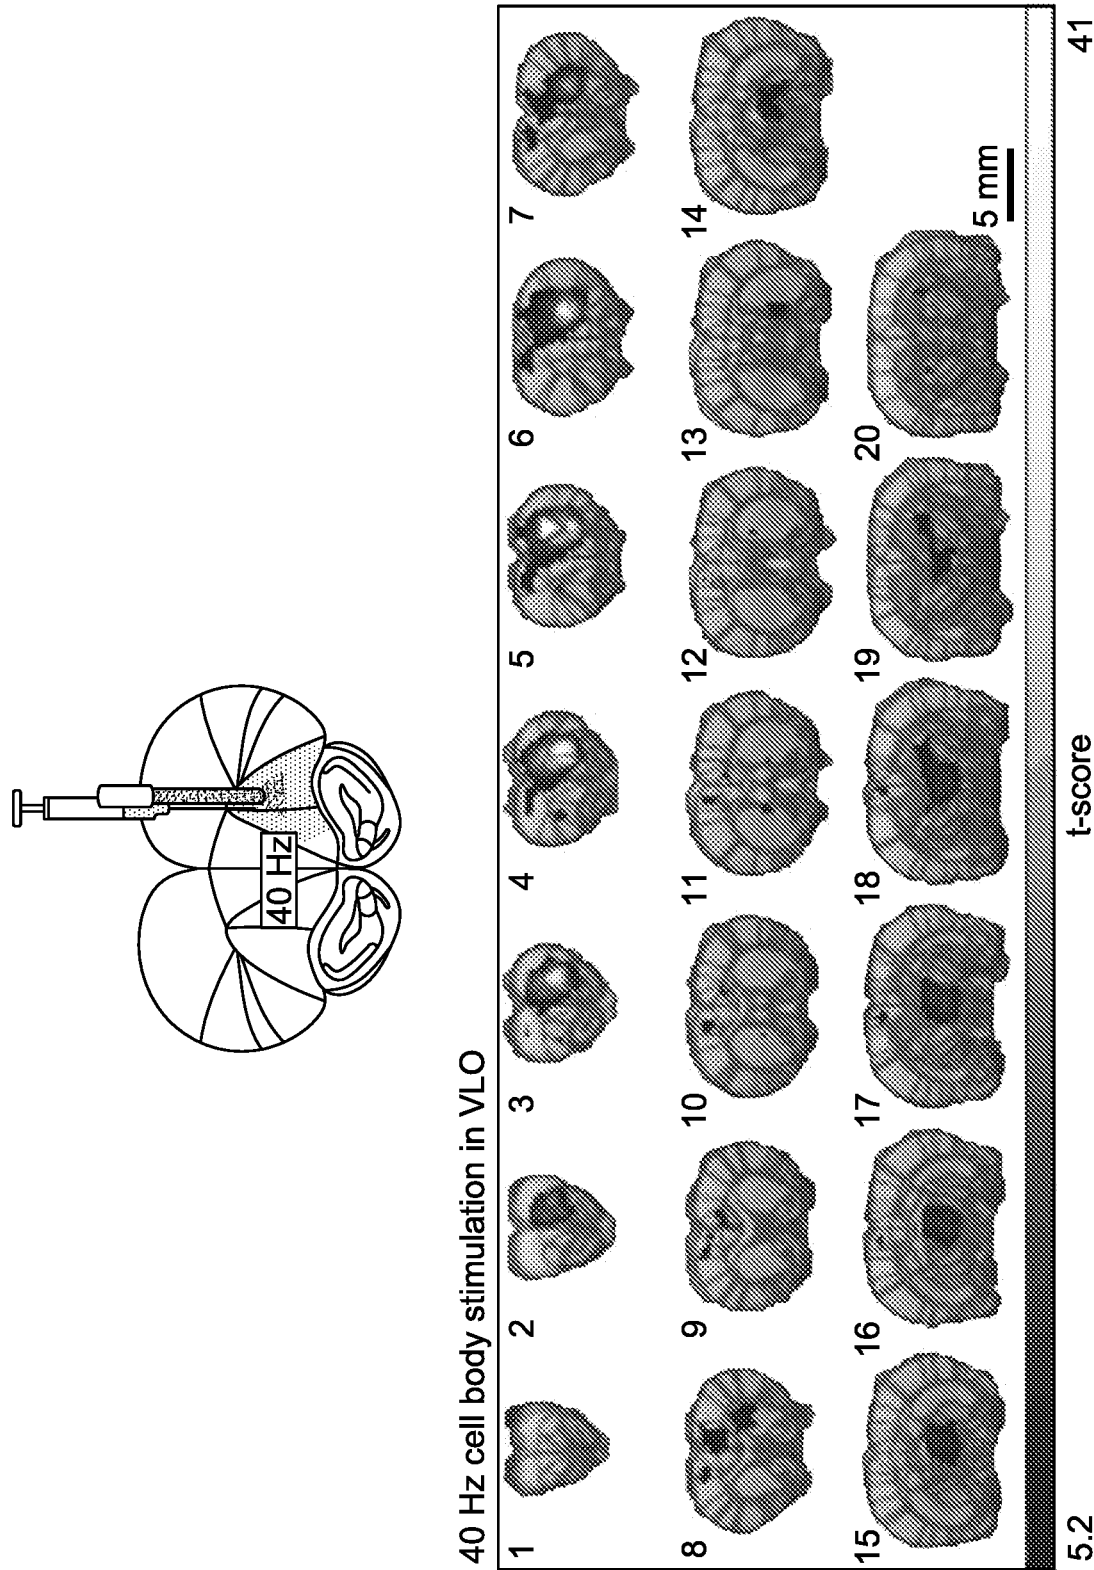 40 Hz
40 Hz cell body stimulation in VLO
1 2 3 4 5 6 7
8 9 10 11 12 13 14
15 16 17 18 19 20
5 mm
5.2 t-score 41